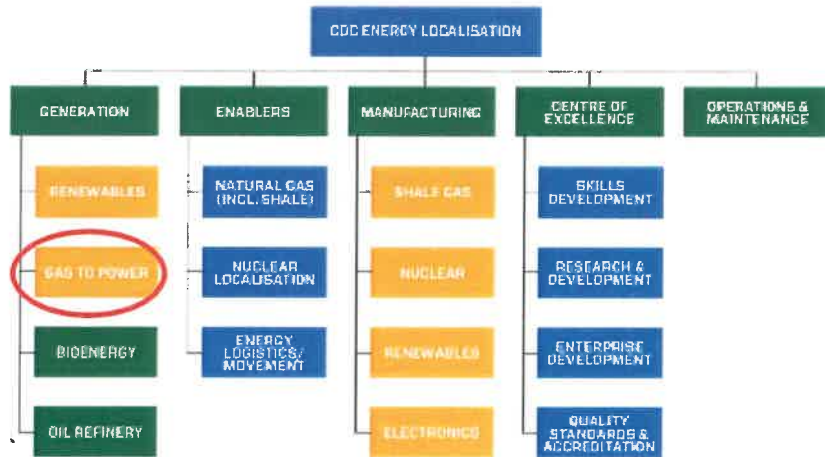 CDC ENERGY LOCALISATION
GENERATION
ENABLERS
MANUFACTURING
CENTRE OF
EXCELLENCE
OPERATIONS &
MAINTENANCE
RENEWABLES
GAS TO POWER
BIOENERGY
OIL REFINERY
NATURAL GAS
(INCL. SHALE)
NUCLEAR
LOCALISATION
ENERGY
LOGISTICS/
MOVEMENT
SHALE GAS
NUCLEAR
RENEWABLES
ELECTRONICS
SKILLS
DEVELOPMENT
RESEARCH &
DEVELOPMENT
ENTERPRISE
DEVELOPMENT
QUALITY
STANDARDS &
ACCREDITATION